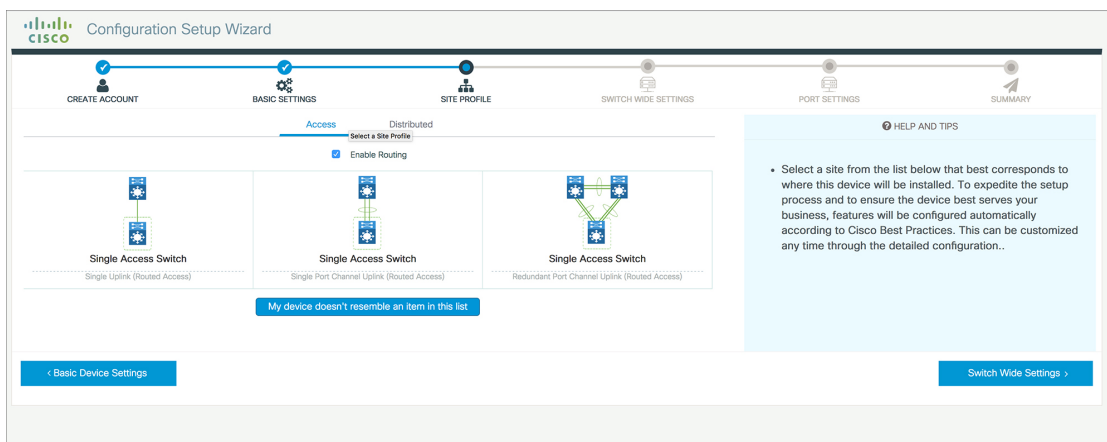 CISCO
Configuration Setup Wizard
CREATE ACCOUNT
BASIC SETTINGS
SITE PROFILE
SWITCH WIDE SETTINGS
PORT SETTINGS
SUMMARY
Access
Distributed
Select a Site Profile
Enable Routing
Single Access Switch
Single Uplink (Routed Access)
Single Access Switch
Single Port Channel Uplink (Routed Access)
Single Access Switch
Redundant Port Channel Uplink (Routed Access)
My device doesn't resemble an item in this list
? HELP AND TIPS
• Select a site from the list below that best corresponds to
where this device will be installed. To expedite the setup
process and to ensure the device best serves your
business, features will be configured automatically
according to Cisco Best Practices. This can be customized
any time through the detailed configuration..
< Basic Device Settings
Switch Wide Settings >